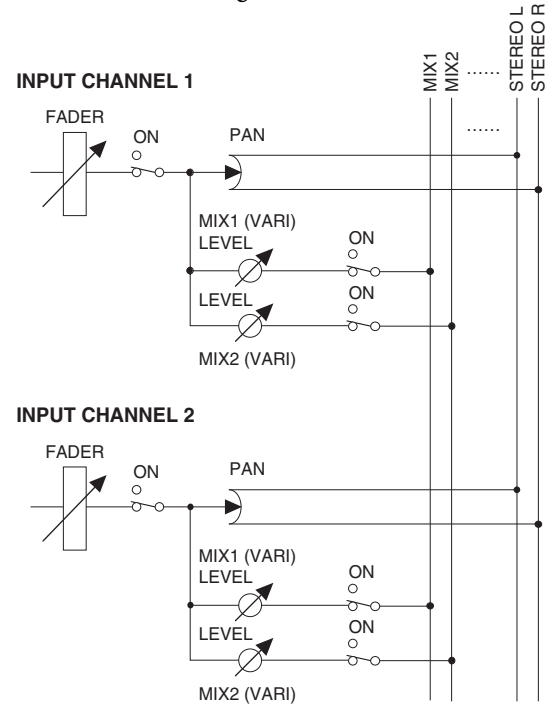 MIX1
MIX2
......
STEREO L
STEREO R
......
INPUT CHANNEL 1
FADER
ON
PAN
MIX1 (VARI)
LEVEL
ON
LEVEL
ON
MIX2 (VARI)
INPUT CHANNEL 2
FADER
ON
PAN
MIX1 (VARI)
LEVEL
ON
LEVEL
ON
MIX2 (VARI)